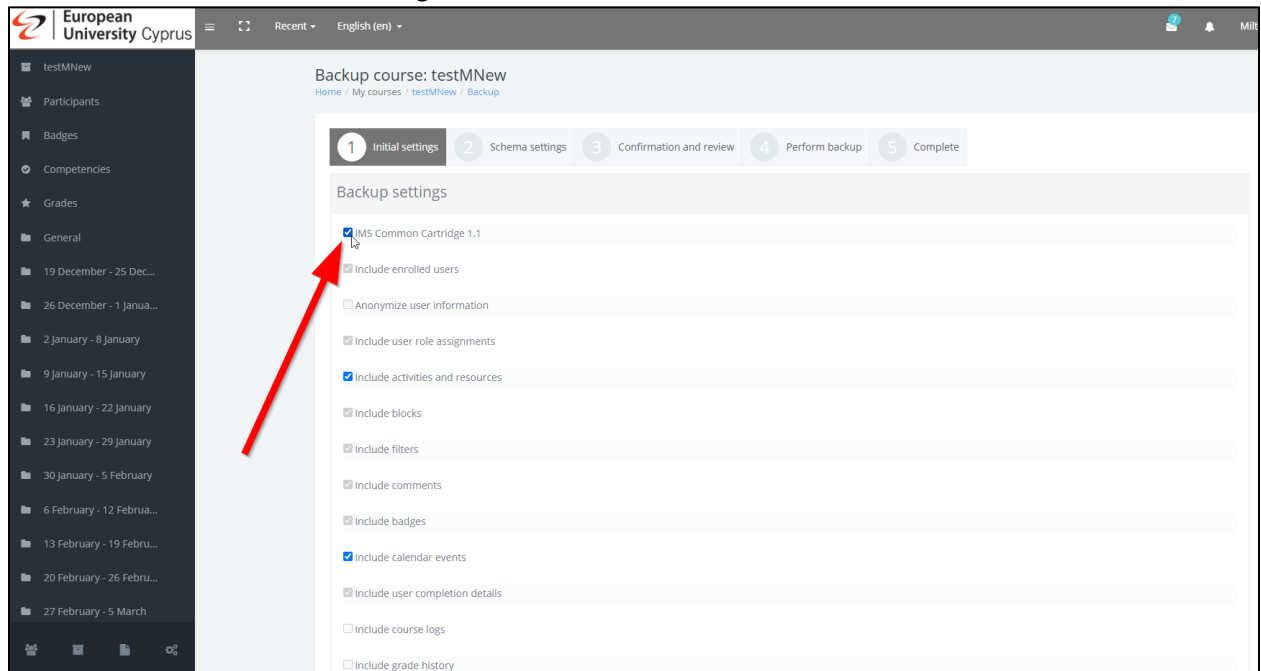 European
University Cyprus
Recent
English (en)
7
Milt
testMNew
Participants
Badges
Competencies
Grades
General
19 December - 25 Dec...
26 December - 1 Janua...
2 January - 8 January
9 January - 15 January
16 January - 22 January
23 January - 29 January
30 January - 5 February
6 February - 12 Februa...
13 February - 19 Febru...
20 February - 26 Febru...
27 February - 5 March
Backup course: testMNew
Home / My courses / testMNew / Backup
1 Initial settings 2 Schema settings 3 Confirmation and review 4 Perform backup 5 Complete
Backup settings
IMS Common Cartridge 1.1
Include enrolled users
Anonymize user information
Include user role assignments
Include activities and resources
Include blocks
Include filters
Include comments
Include badges
Include calendar events
Include user completion details
Include course logs
Include grade history